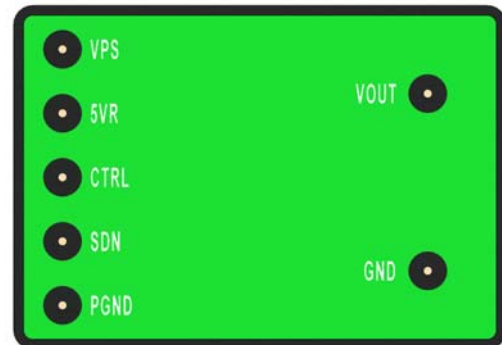 VPS
5VR
CTRL
SDN
PGND
VOUT
GND